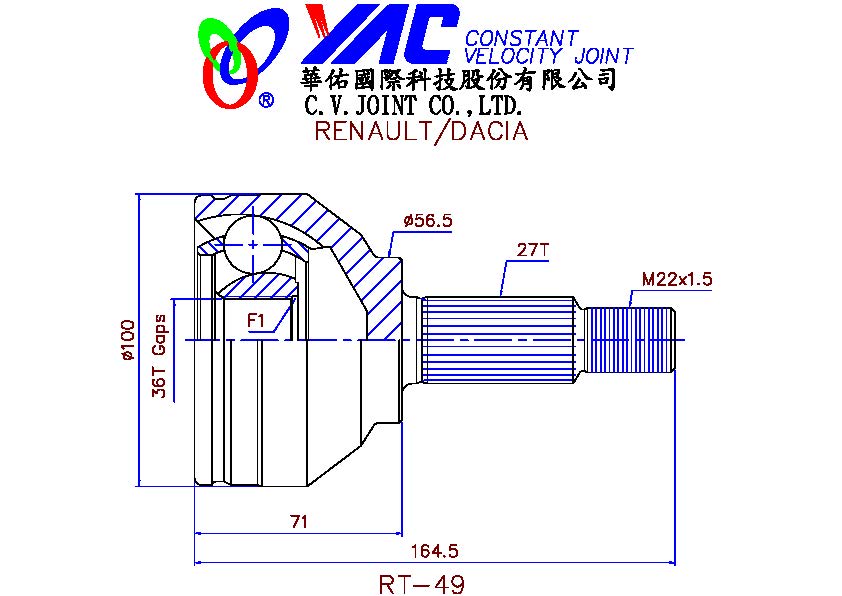 YAC CONSTANT
VELOCITY JOINT
®
華佑國際科技股份有限公司
C.V.JOINT CO.,LTD.
RENAULT/DACIA
ø56.5
27T
M22x1.5
F1
ø100
36T Gaps
71
164.5
RT-49